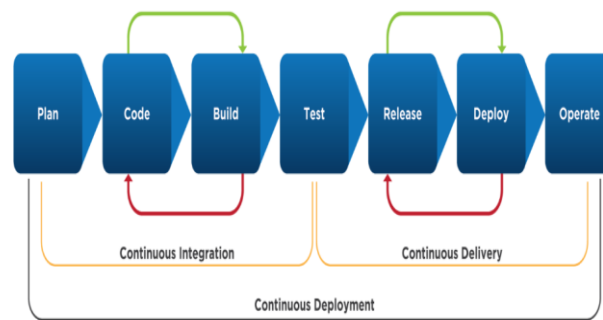 Plan
Code
Build
Test
Release
Deploy
Operate
Continuous Integration
Continuous Delivery
Continuous Deployment